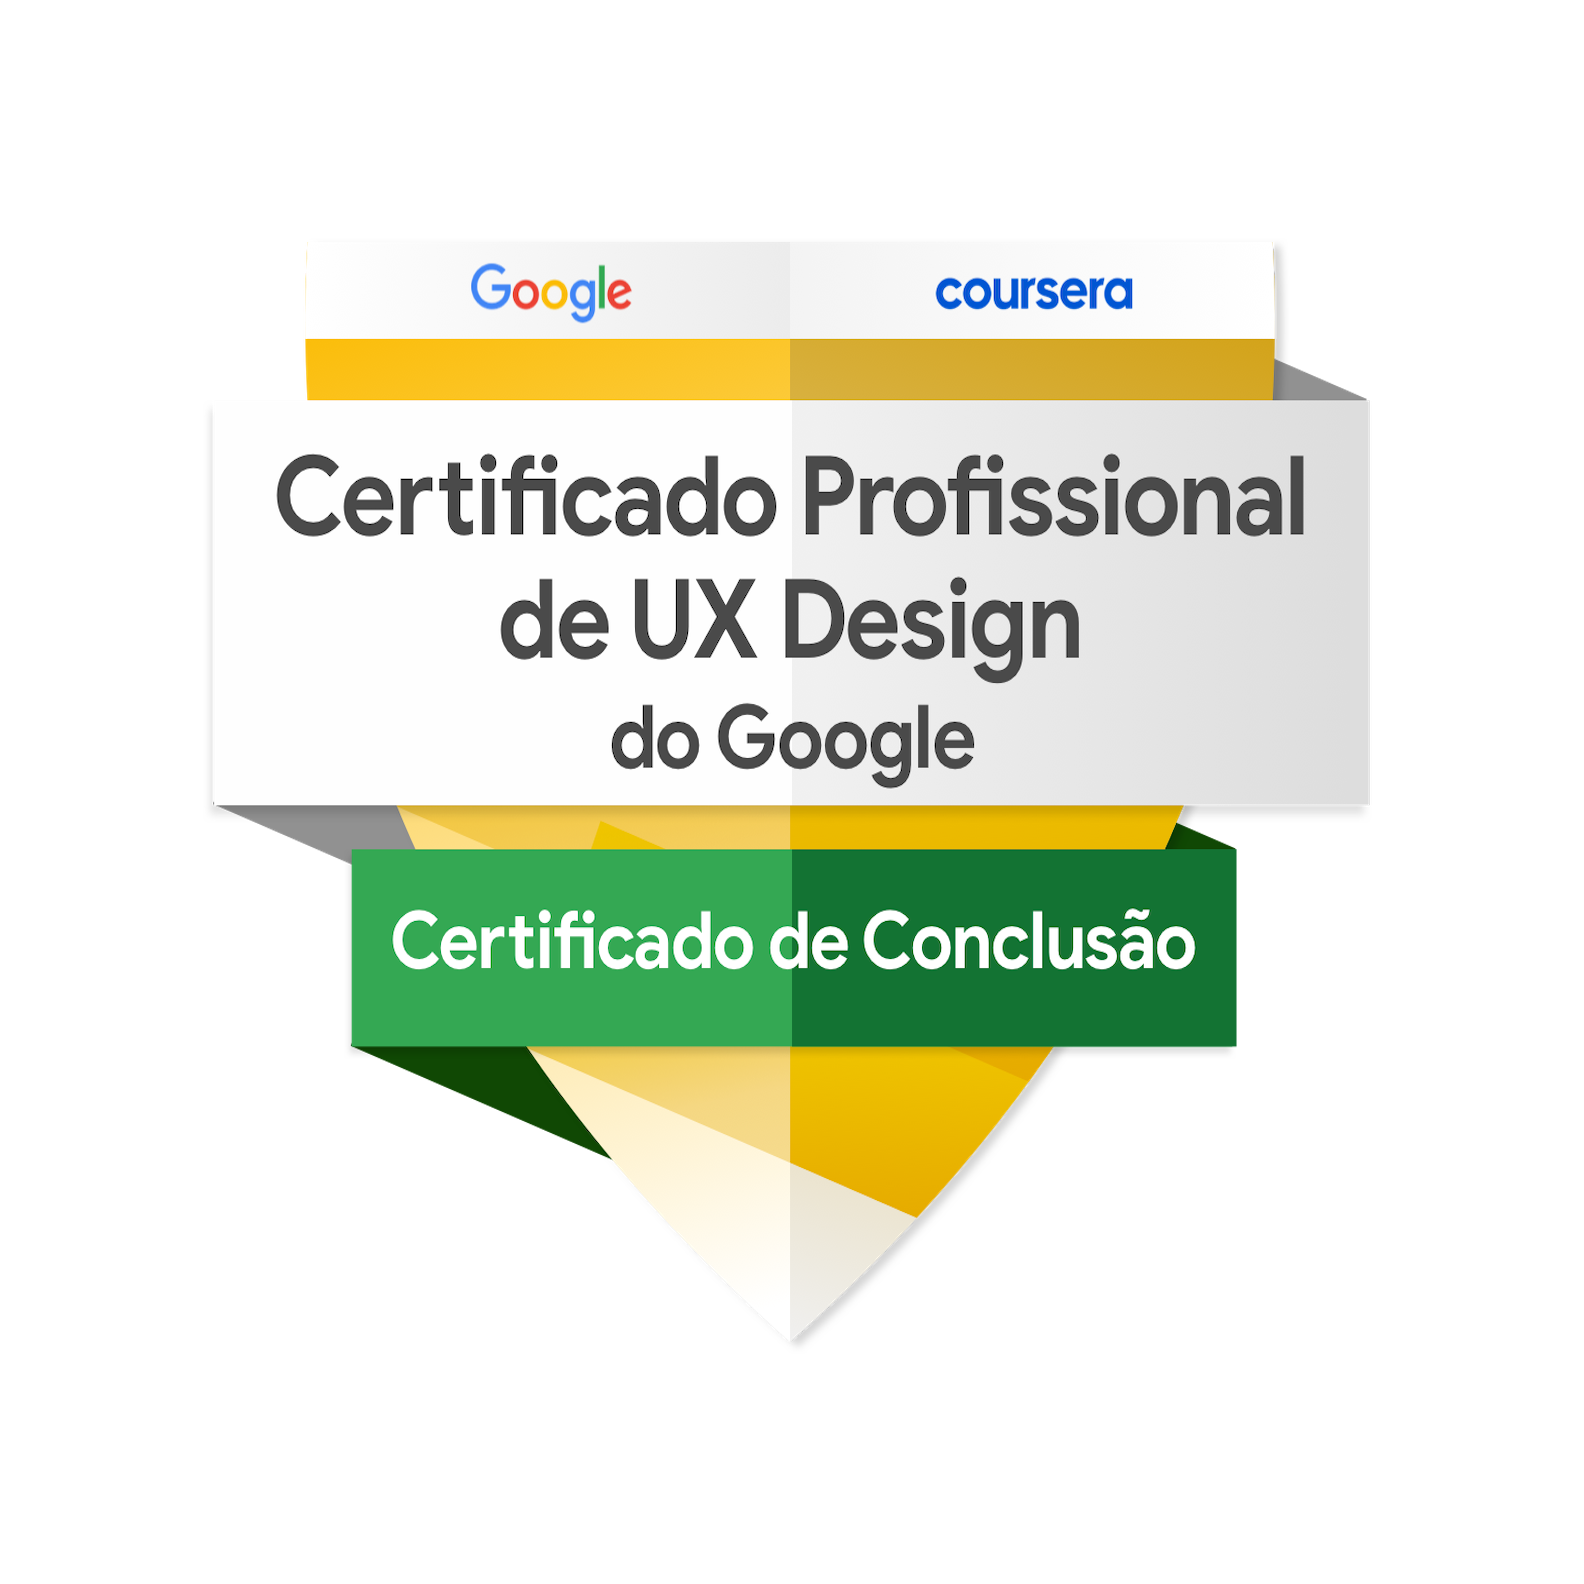 Google coursera
Certificado Profissional
de UX Design
do Google
Certificado de Conclusão